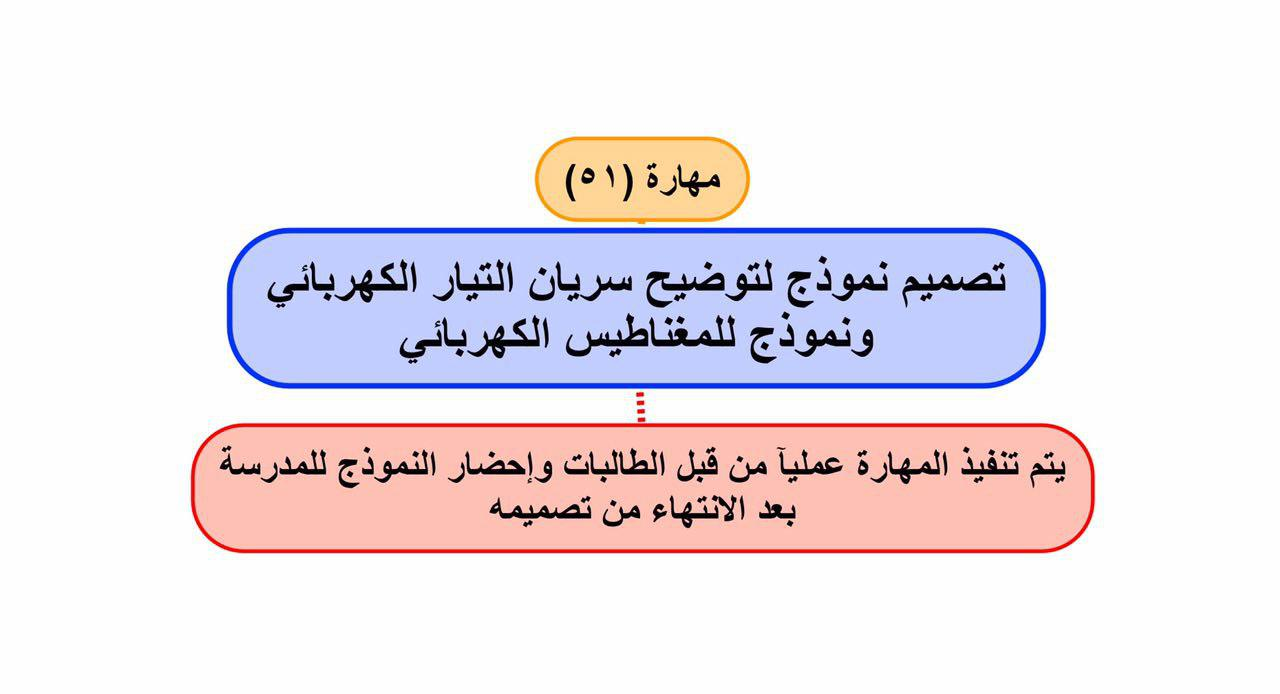 مهارة (٥١)
تصميم نموذج لتوضيح سريان التيار الكهربائي
ونموذج للمغناطيس الكهربائي
يتم تنفيذ المهارة عمليآ من قبل الطالبات وإحضار النموذج للمدرسة
بعد الانتهاء من تصميمه